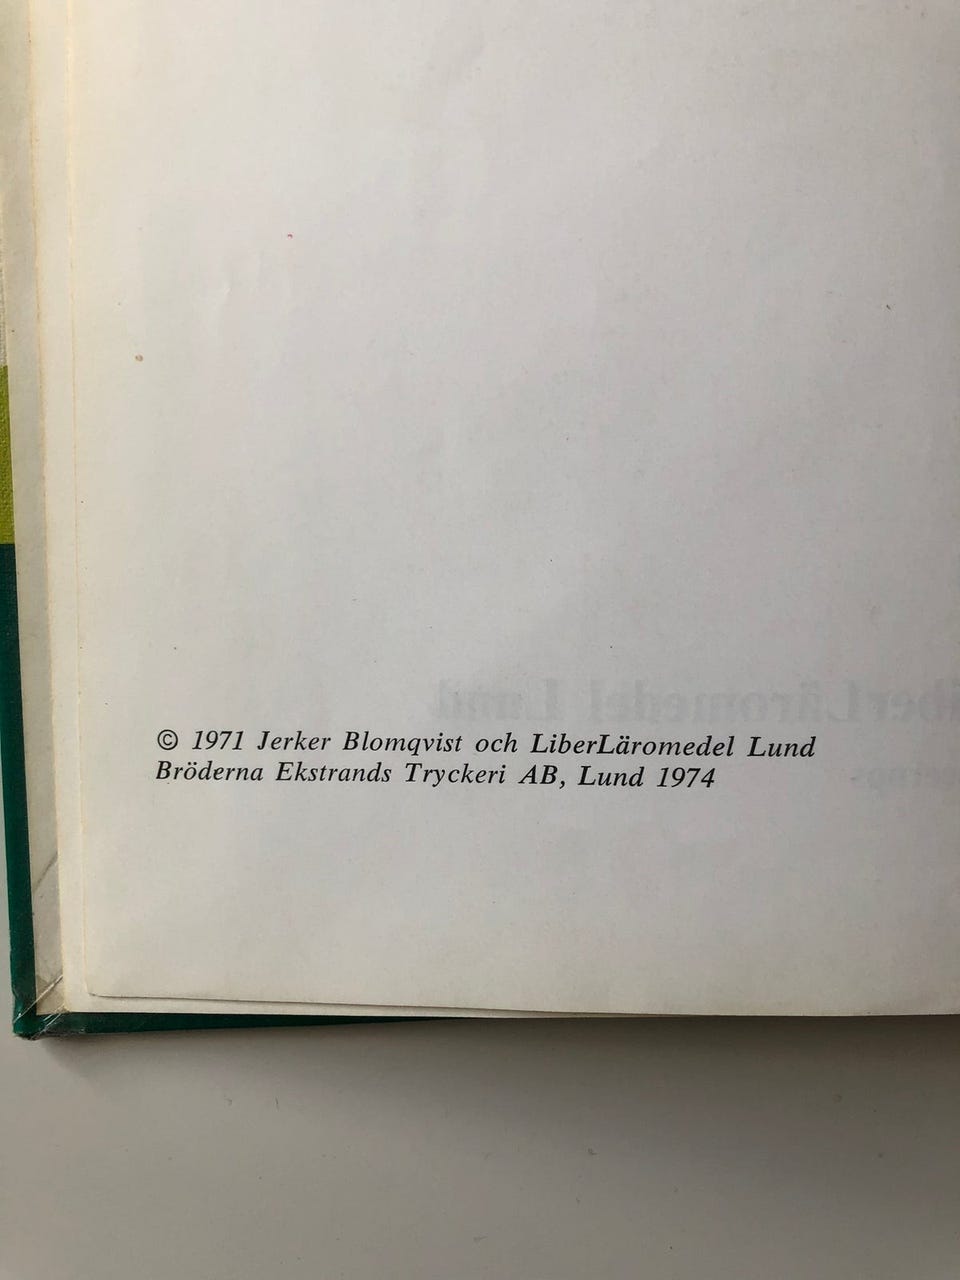 © 1971 Jerker Blomqvist och LiberLäromedel Lund
Bröderna Ekstrands Tryckeri AB, Lund 1974